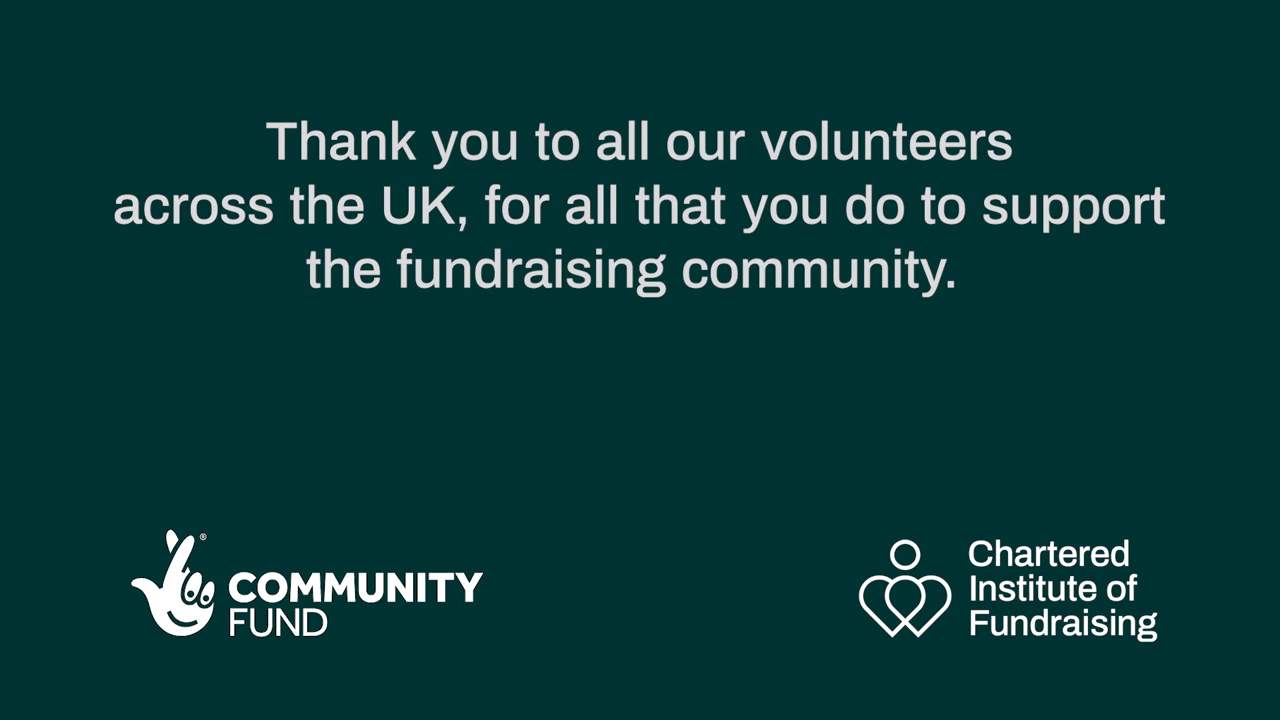 Thank you to all our volunteers
across the UK, for all that you do to support
the fundraising community.
®
COMMUNITY
FUND
Chartered
Institute of
Fundraising